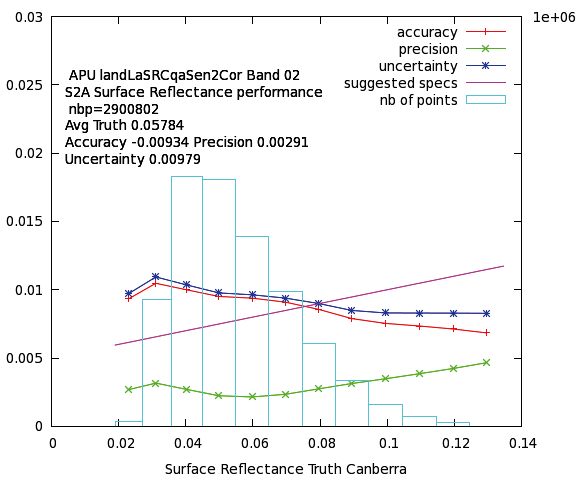 0.03
1e+06
accuracy
precision
APU landLaSRCqaSen2Cor Band 02
uncertainty
0.025
S2A Surface Reflectance performance
suggested specs
nbp=2900802
nb of points
Avg Truth 0.05784
Accuracy -0.00934 Precision 0.00291
0.02
Uncertainty 0.00979
0.015
0.01
0.005
0
0 0.02 0.04 0.06 0.08 0.1 0.12 0.14
Surface Reflectance Truth Canberra